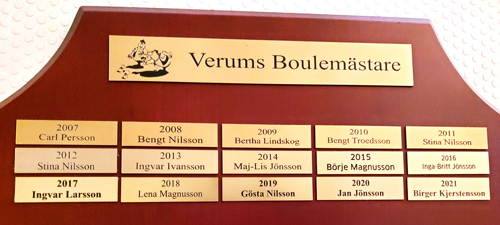 Verums Boulemästare
2007
Carl Persson
2008
Bengt Nilsson
2009
Bertha Lindskog
2010
Bengt Troedsson
2011
Stina Nilsson
2012
Stina Nilsson
2013
Ingvar Ivansson
2014
Maj-Lis Jönsson
2015
Börje Magnusson
2016
Inga-Britt Jönsson
2017
Ingvar Larsson
2018
Lena Magnusson
2019
Gösta Nilsson
2020
Jan Jönsson
2021
Birger Kjerstensson